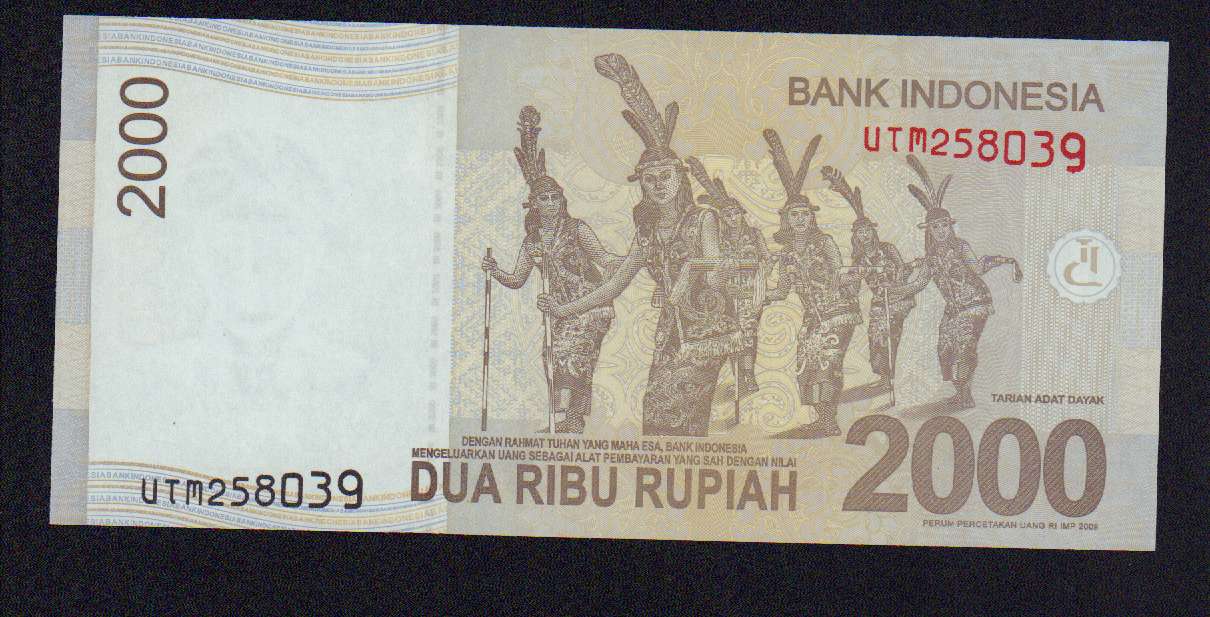 SIABANKINDONESIABANKINDONESIABANKINDONESIA
2000
BANK INDONESIA
UTM258039
TARIAN ADAT DAYAK
DENGAN RAHMAT TUHAN YANG MAHA ESA, BANK INDONESIA
MENGELUARKAN UANG SEBAGAI ALAT PEMBAYARAN YANG SAH DENGAN NILAI
DUA RIBU RUPIAH
2000
UTM258039
PERUM PERCETAKAN UANG RI IMP 2009